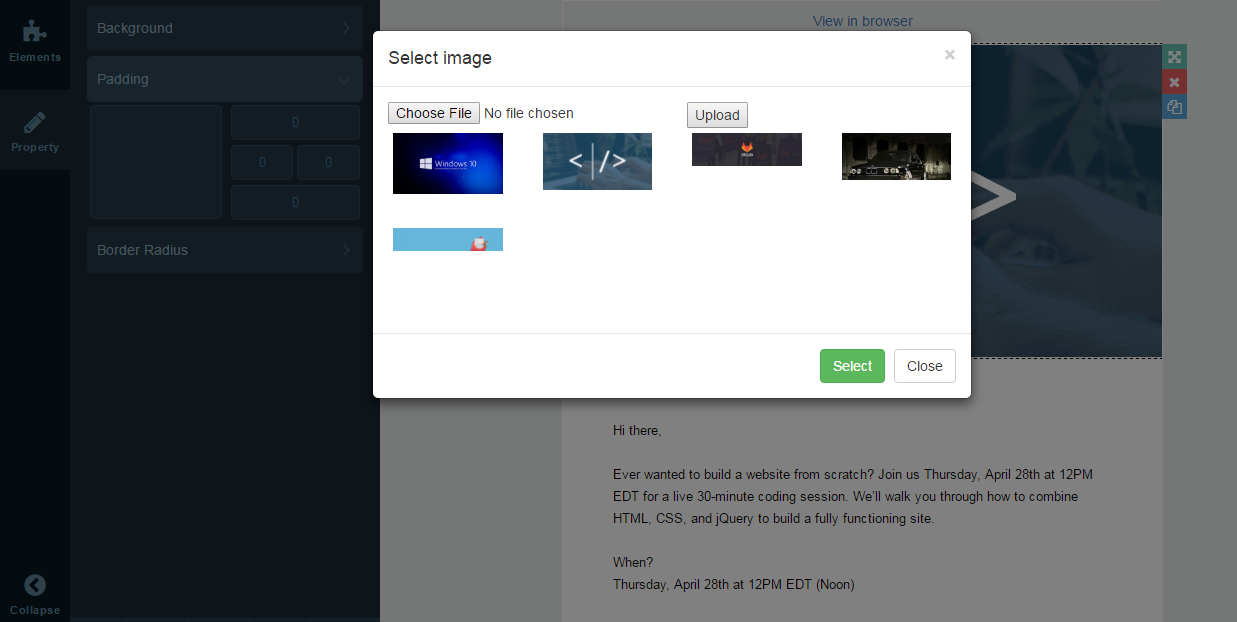 Elements
Property
Collapse
Background
Padding
0
0 0
0
Border Radius
View in browser
Select image
×
Choose File No file chosen
Upload
Windows 10
< | / >
Select
Close
>
Hi there,
Ever wanted to build a website from scratch? Join us Thursday, April 28th at 12PM
EDT for a live 30-minute coding session. We'll walk you through how to combine
HTML, CSS, and jQuery to build a fully functioning site.
When?
Thursday, April 28th at 12PM EDT (Noon)